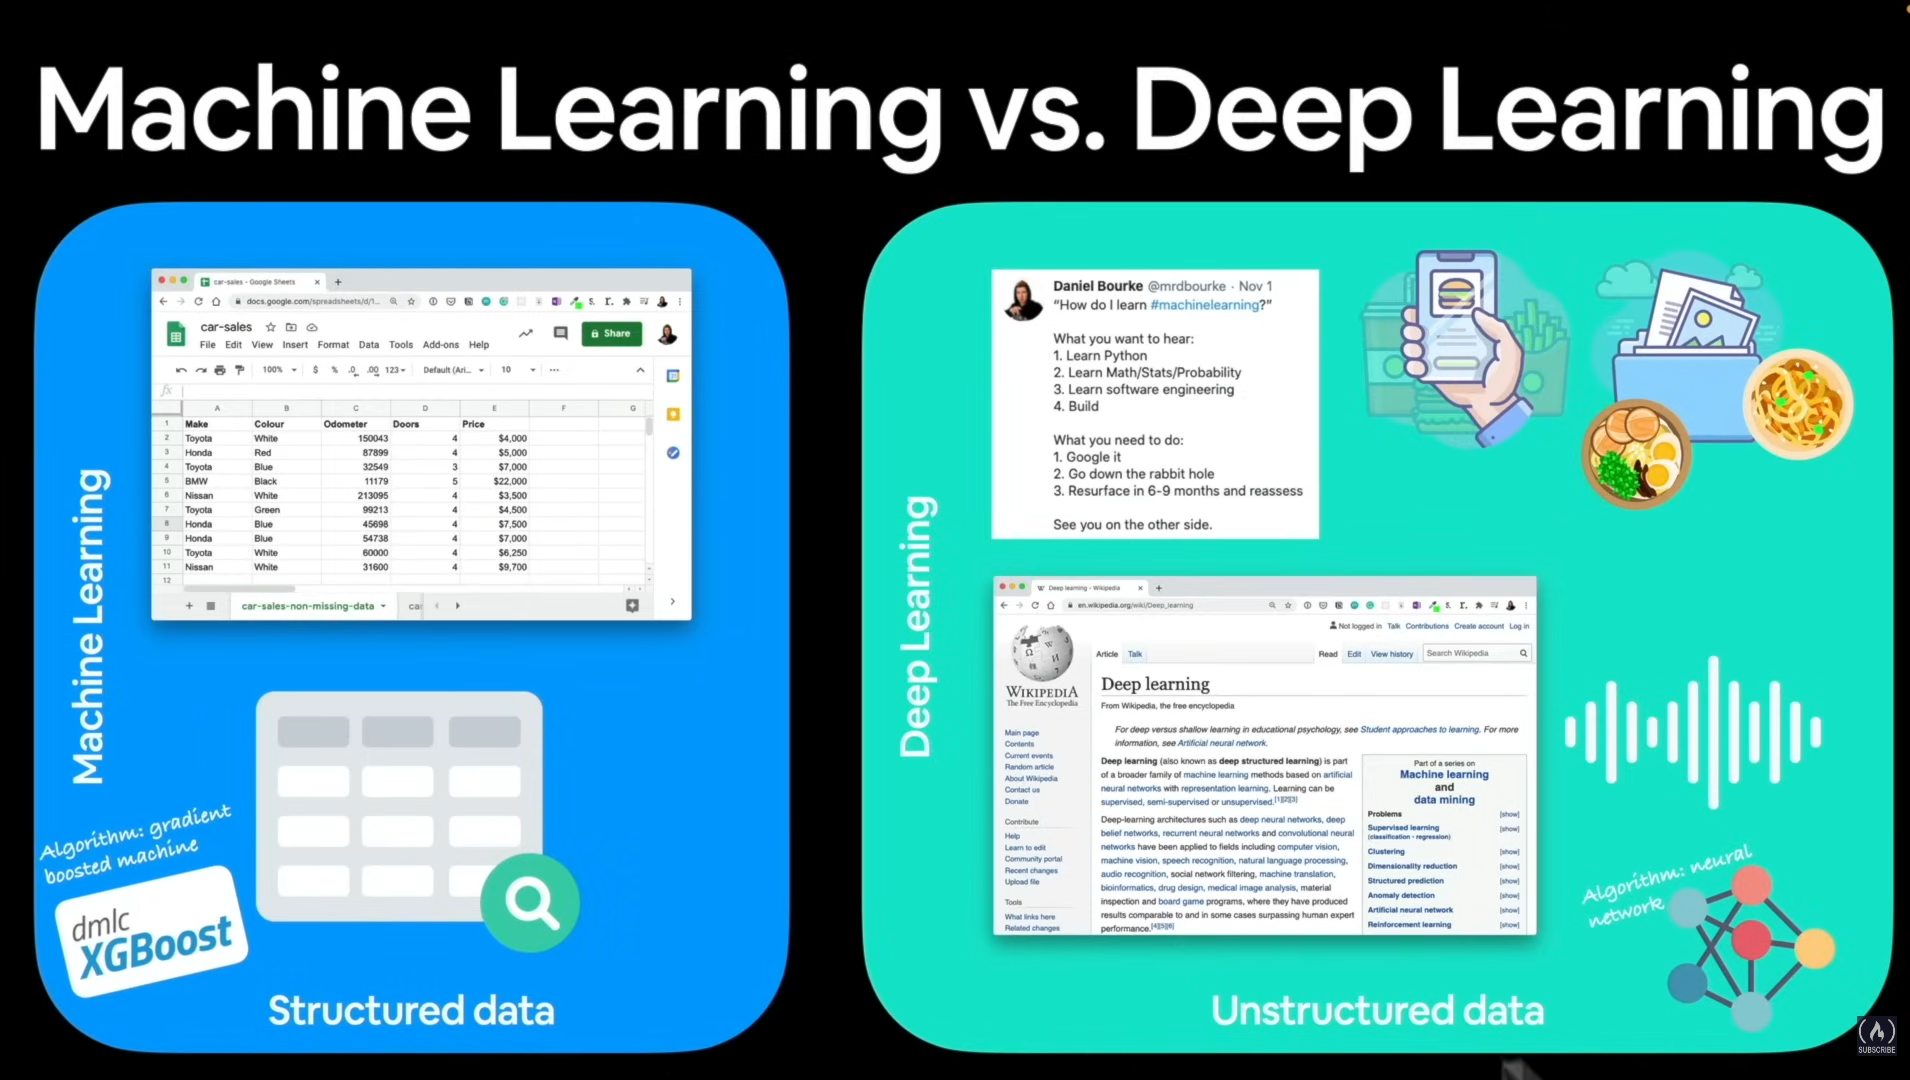 Machine Learning vs. Deep Learning
Machine Learning
car-sales - Google Sheets
docs.google.com/spreadsheets/d/1...
car-sales
Share
File Edit View Insert Format Data Tools Add-ons Help
100% $ % .0 .00 123 Default (Ari... 10 ...
fx
A B C D E F G
1 Make Colour Odometer Doors Price
2 Toyota White 150043 4 $4,000
3 Honda Red 87899 4 $5,000
4 Toyota Blue 32549 3 $7,000
5 BMW Black 11179 5 $22,000
6 Nissan White 213095 4 $3,500
7 Toyota Green 99213 4 $4,500
8 Honda Blue 45698 4 $7,500
9 Honda Blue 54738 4 $7,000
10 Toyota White 60000 4 $6,250
11 Nissan White 31600 4 $9,700
12
car-sales-non-missing-data car
Algorithm: gradient
boosted machine
dmlc
XGBoost
Structured data
Deep Learning
Daniel Bourke @mrdbourke · Nov 1
“How do I learn #machinelearning?”
What you want to hear:
1. Learn Python
2. Learn Math/Stats/Probability
3. Learn software engineering
4. Build
What you need to do:
1. Google it
2. Go down the rabbit hole
3. Resurface in 6-9 months and reassess
See you on the other side.
Deep learning - Wikipedia
en.wikipedia.org/wiki/Deep_learning
Not logged in Talk Contributions Create account Log in
Article Talk Read Edit View history Search Wikipedia
WIKIPEDIA
The Free Encyclopedia
Main page
Contents
Current events
Random article
About Wikipedia
Contact us
Donate
Contribute
Help
Learn to edit
Community portal
Recent changes
Upload file
Tools
What links here
Related changes
Deep learning
From Wikipedia, the free encyclopedia
For deep versus shallow learning in educational psychology, see Student approaches to learning. For more
information, see Artificial neural network.
Deep learning (also known as deep structured learning) is part
of a broader family of machine learning methods based on artificial
neural networks with representation learning. Learning can be
supervised, semi-supervised or unsupervised.[1][2][3]
Deep-learning architectures such as deep neural networks, deep
belief networks, recurrent neural networks and convolutional neural
networks have been applied to fields including computer vision,
machine vision, speech recognition, natural language processing,
audio recognition, social network filtering, machine translation,
bioinformatics, drug design, medical image analysis, material
inspection and board game programs, where they have produced
results comparable to and in some cases surpassing human expert
performance.[4][5][6]
Part of a series on
Machine learning
and
data mining
Problems [show]
Supervised learning [show]
(classification · regression)
Clustering [show]
Dimensionality reduction [show]
Structured prediction [show]
Anomaly detection [show]
Artificial neural network [show]
Reinforcement learning [show]
Algorithm: neural
network
Unstructured data
SUBSCRIBE